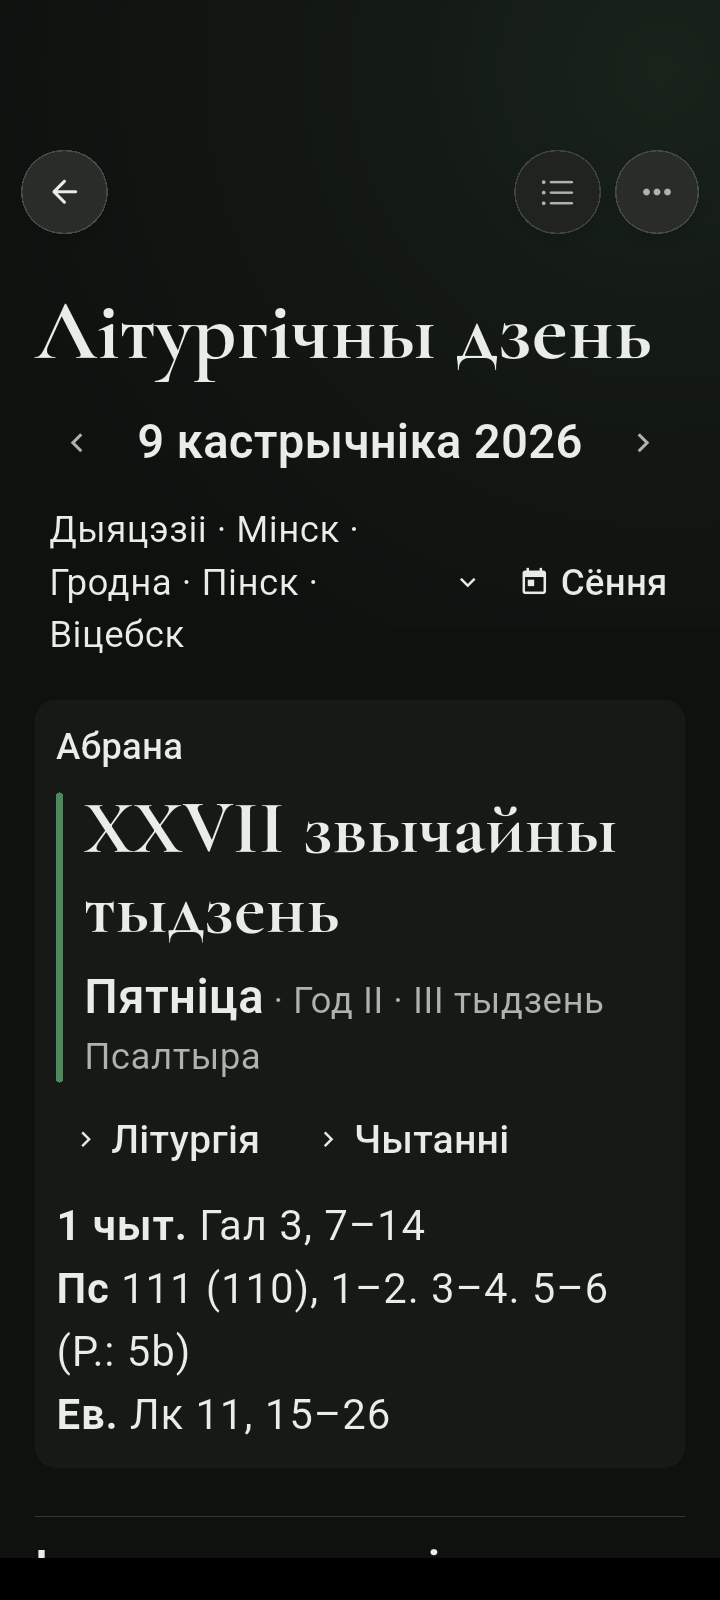 Літургічны дзень
9 кастрычніка 2026
Дыяцэзіі · Мінск ·
Гродна · Пінск ·
Віцебск
Сёння
Абрана
XXVII звычайны
тыдзень
Пятніца · Год II · III тыдзень
Псалтыра
Літургія
Чытанні
1 чыт. Гал 3, 7–14
Пс 111 (110), 1–2. 3–4. 5–6
(Р.: 5b)
Ев. Лк 11, 15–26